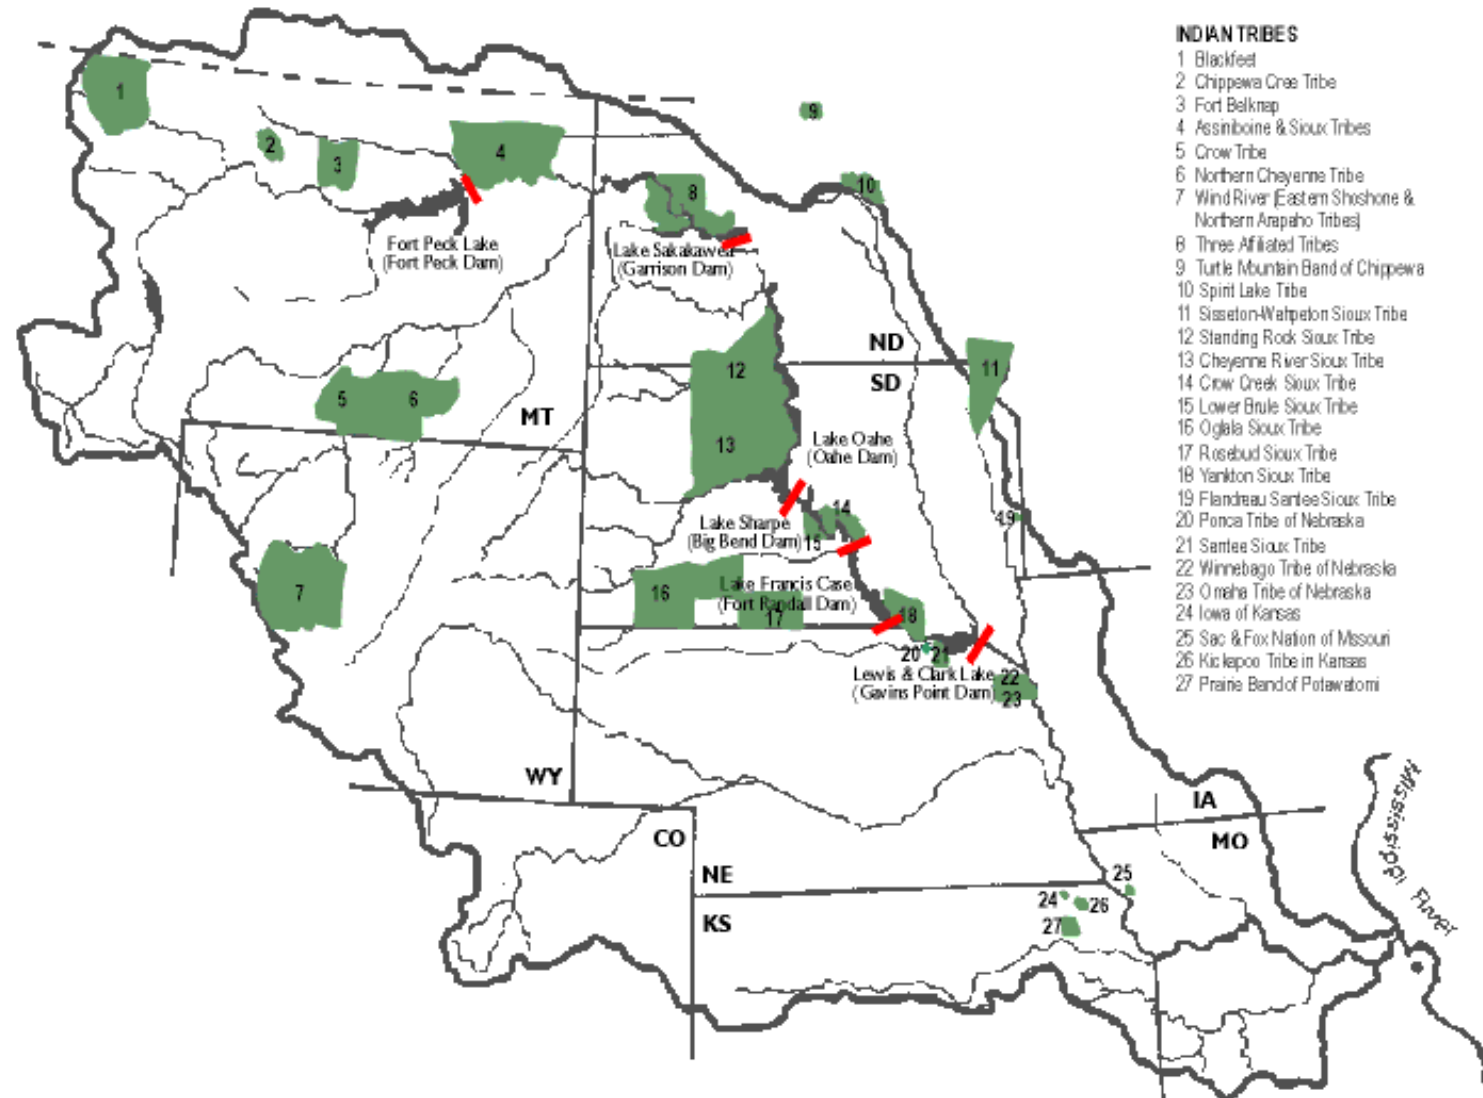 INDIAN TRIBES
1 Blackfeet
2 Chippewa Cree Tribe
3 Fort Belknap
4 Assiniboine & Sioux Tribes
5 Crow Tribe
6 Northern Cheyenne Tribe
7 Wind River (Eastern Shoshone &
Northern Arapaho Tribes)
8 Three Affiliated Tribes
9 Turtle Mountain Band of Chippewa
10 Spirit Lake Tribe
11 Sisseton-Wahpeton Sioux Tribe
12 Standing Rock Sioux Tribe
13 Cheyenne River Sioux Tribe
14 Crow Creek Sioux Tribe
15 Lower Brule Sioux Tribe
16 Oglala Sioux Tribe
17 Rosebud Sioux Tribe
18 Yankton Sioux Tribe
19 Flandreau Santee Sioux Tribe
20 Ponca Tribe of Nebraska
21 Santee Sioux Tribe
22 Winnebago Tribe of Nebraska
23 Omaha Tribe of Nebraska
24 Iowa of Kansas
25 Sac & Fox Nation of Missouri
26 Kickapoo Tribe in Kansas
27 Prairie Band of Potawatomi
1
2
3
4
9
10
8
Fort Peck Lake
(Fort Peck Dam)
Lake Sakakawea
(Garrison Dam)
ND
SD
12
11
5
6
MT
13
Lake Oahe
(Oahe Dam)
14
19
Lake Sharpe
(Big Bend Dam)
15
7
16
Lake Francis Case
(Fort Randall Dam)
17
18
20
21
Lewis & Clark Lake
(Gavins Point Dam)
22
23
WY
CO
NE
KS
IA
MO
24
25
26
27
Mississippi River